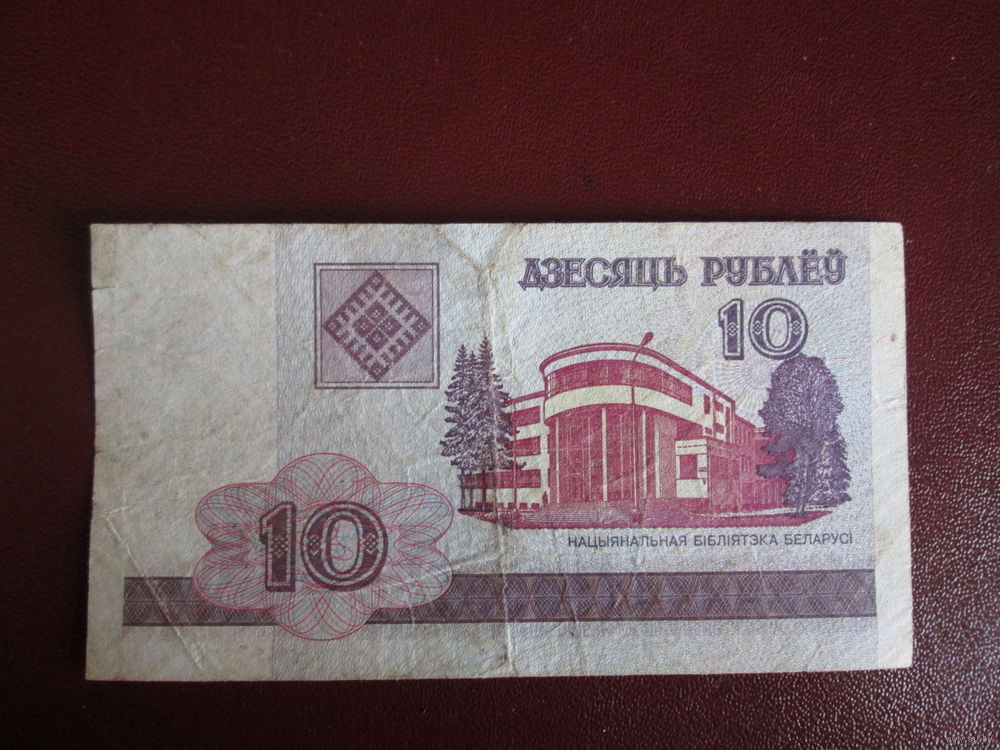 ДЗЕСЯЦЬ РУБЛЁЎ
10
НАЦЫЯНАЛЬНАЯ БІБЛІЯТЭКА БЕЛАРУСІ
10